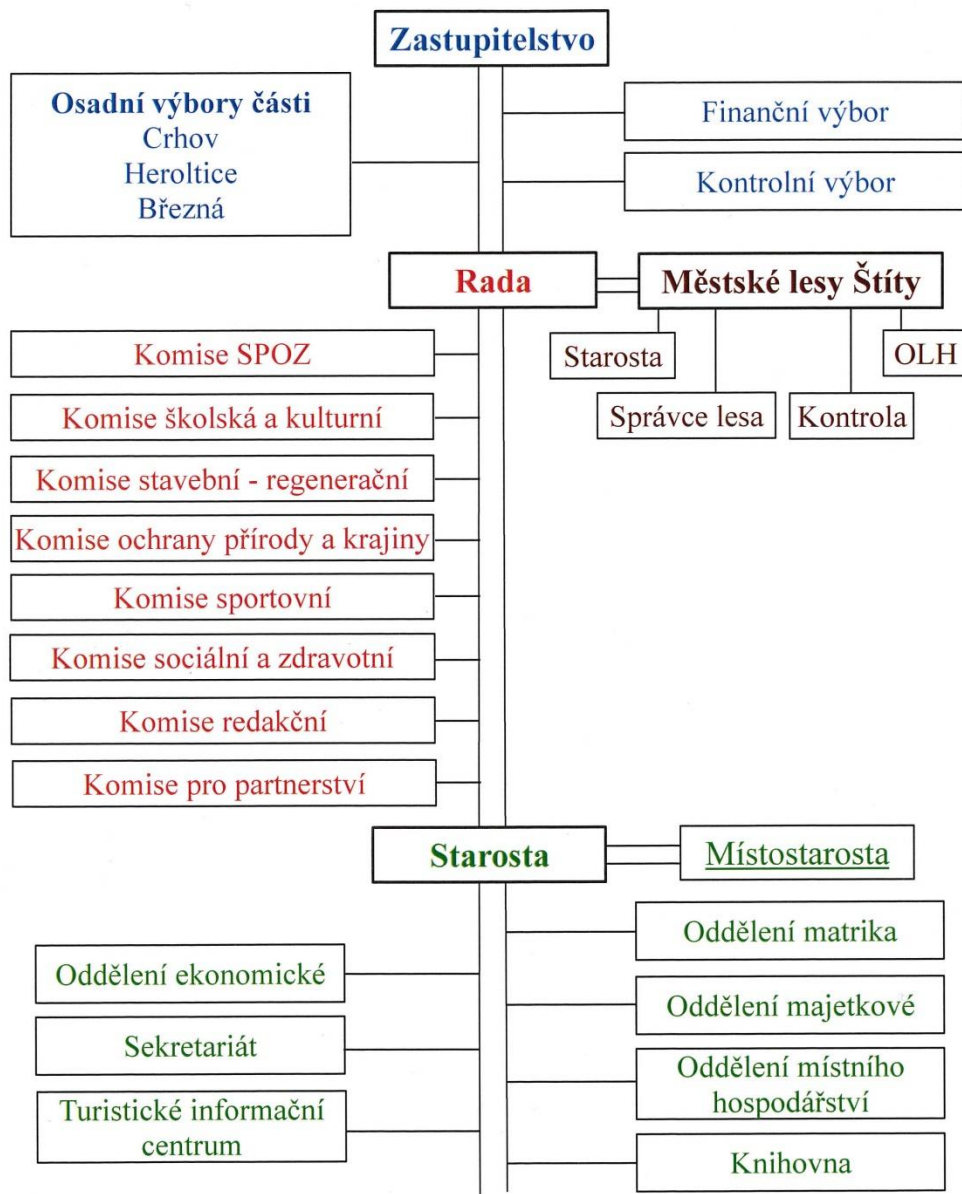 Zastupitelstvo
Osadní výbory části
Crhov
Heroltice
Březná
Finanční výbor
Kontrolní výbor
Rada
Městské lesy Štíty
Starosta
OLH
Správce lesa
Kontrola
Komise SPOZ
Komise školská a kulturní
Komise stavební - regenerační
Komise ochrany přírody a krajiny
Komise sportovní
Komise sociální a zdravotní
Komise redakční
Komise pro partnerství
Starosta
Místostarosta
Oddělení ekonomické
Sekretariát
Turistické informační
centrum
Oddělení matrika
Oddělení majetkové
Oddělení místního
hospodářství
Knihovna